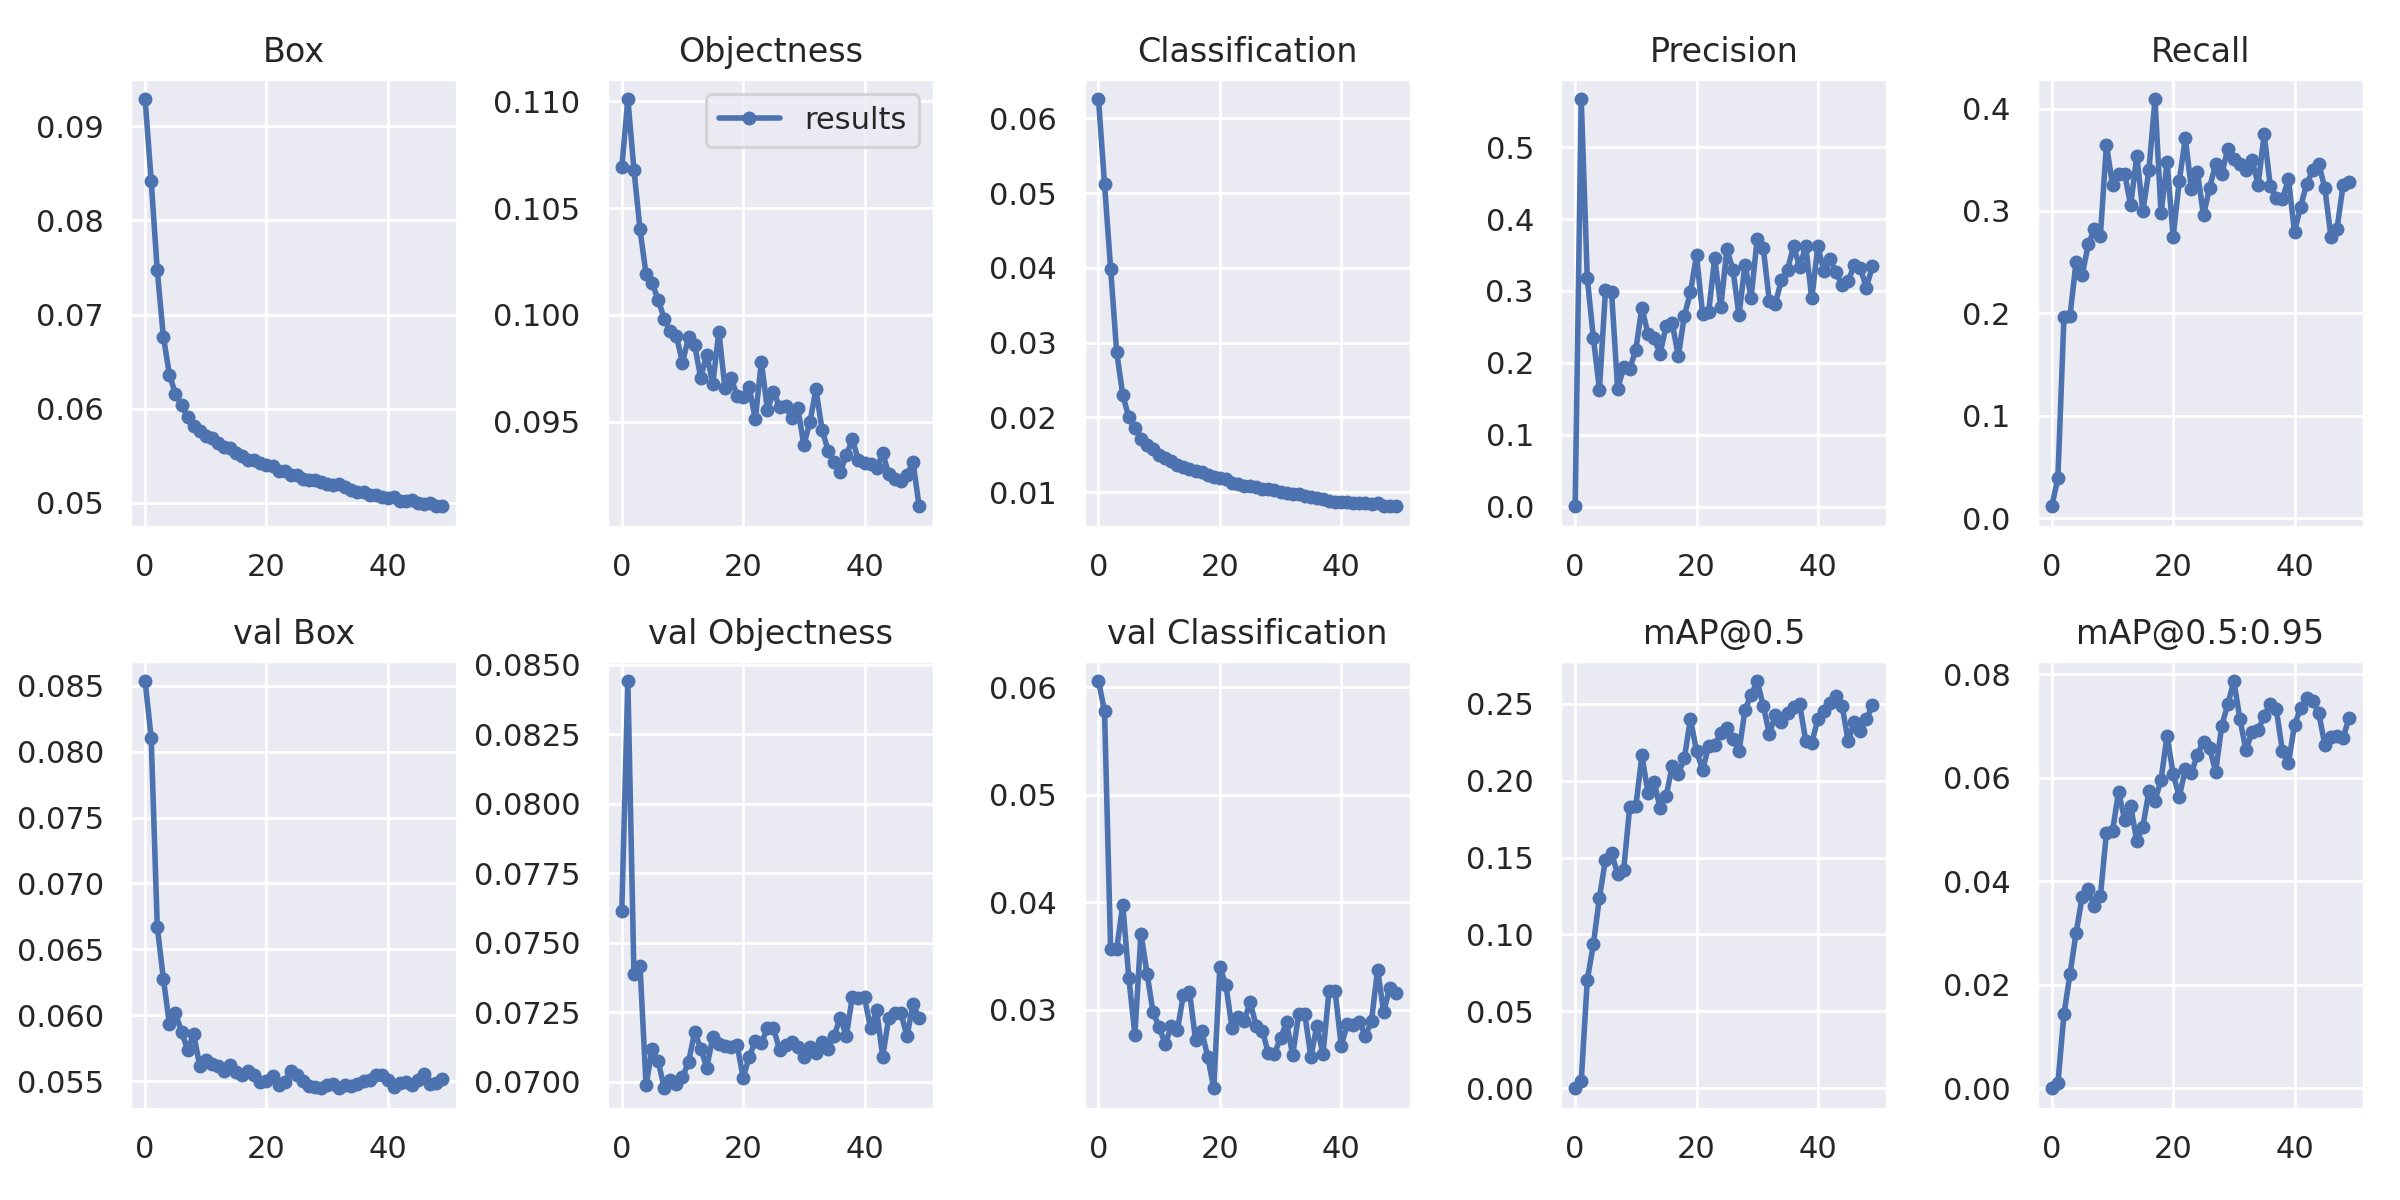 Box
Objectness
Classification
Precision
Recall
0.09
0.08
0.07
0.06
0.05
0 20 40
0.110
0.105
0.100
0.095
results
0 20 40
0.06
0.05
0.04
0.03
0.02
0.01
0 20 40
0.5
0.4
0.3
0.2
0.1
0.0
0 20 40
0.4
0.3
0.2
0.1
0.0
0 20 40
val Box
val Objectness
val Classification
mAP@0.5
mAP@0.5:0.95
0.085
0.080
0.075
0.070
0.065
0.060
0.055
0 20 40
0.0850
0.0825
0.0800
0.0775
0.0750
0.0725
0.0700
0 20 40
0.06
0.05
0.04
0.03
0 20 40
0.25
0.20
0.15
0.10
0.05
0.00
0 20 40
0.08
0.06
0.04
0.02
0.00
0 20 40